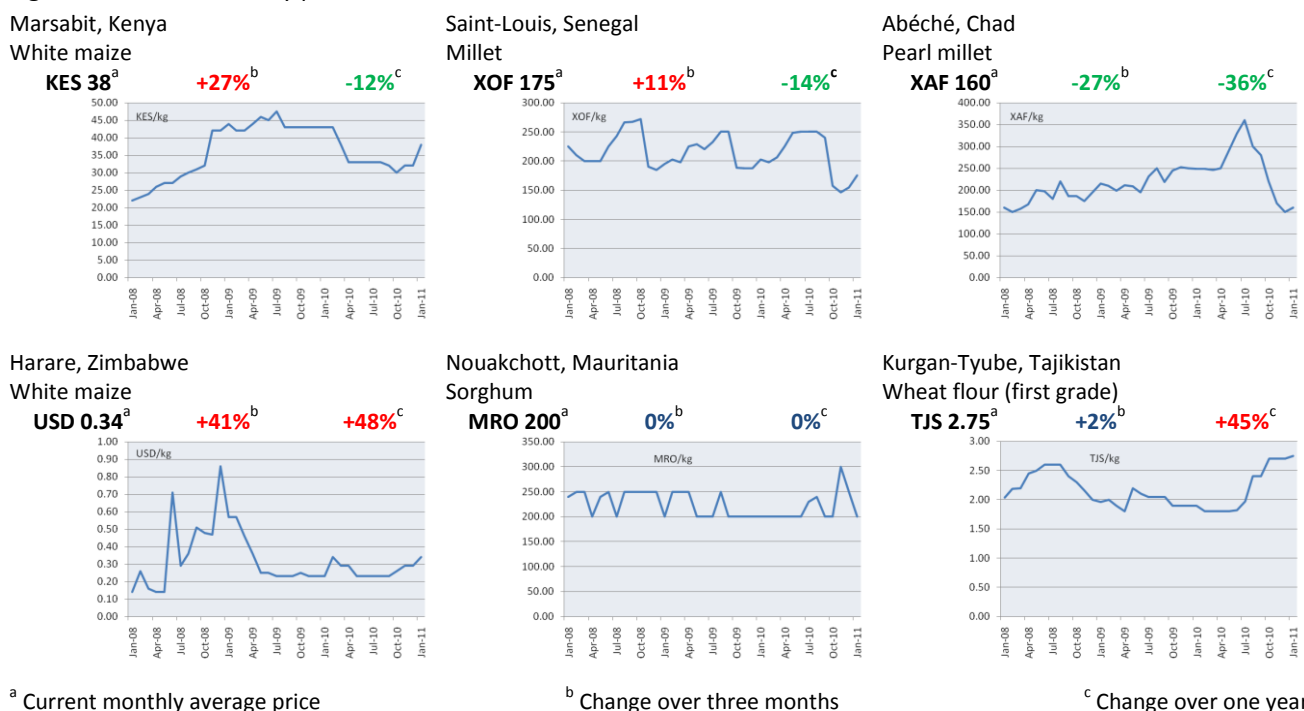 Marsabit, Kenya
White maize
KES 38a +27%b -12%c
50.00
45.00
40.00
35.00
30.00
25.00
20.00
15.00
10.00
5.00
0.00
KES/kg
Jan-08 Apr-08 Jul-08 Oct-08 Jan-09 Apr-09 Jul-09 Oct-09 Jan-10 Apr-10 Jul-10 Oct-10 Jan-11
Saint-Louis, Senegal
Millet
XOF 175a +11%b -14%c
300.00
250.00
200.00
150.00
100.00
50.00
0.00
XOF/kg
Jan-08 Apr-08 Jul-08 Oct-08 Jan-09 Apr-09 Jul-09 Oct-09 Jan-10 Apr-10 Jul-10 Oct-10 Jan-11
Abéché, Chad
Pearl millet
XAF 160a -27%b -36%c
400.00
350.00
300.00
250.00
200.00
150.00
100.00
50.00
0.00
XAF/kg
Jan-08 Apr-08 Jul-08 Oct-08 Jan-09 Apr-09 Jul-09 Oct-09 Jan-10 Apr-10 Jul-10 Oct-10 Jan-11
Harare, Zimbabwe
White maize
USD 0.34a +41%b +48%c
1.00
0.90
0.80
0.70
0.60
0.50
0.40
0.30
0.20
0.10
0.00
USD/kg
Jan-08 Apr-08 Jul-08 Oct-08 Jan-09 Apr-09 Jul-09 Oct-09 Jan-10 Apr-10 Jul-10 Oct-10 Jan-11
Nouakchott, Mauritania
Sorghum
MRO 200a 0%b 0%c
350.00
300.00
250.00
200.00
150.00
100.00
50.00
0.00
MRO/kg
Jan-08 Apr-08 Jul-08 Oct-08 Jan-09 Apr-09 Jul-09 Oct-09 Jan-10 Apr-10 Jul-10 Oct-10 Jan-11
Kurgan-Tyube, Tajikistan
Wheat flour (first grade)
TJS 2.75a +2%b +45%c
3.00
2.50
2.00
1.50
1.00
0.50
0.00
TJS/kg
Jan-08 Apr-08 Jul-08 Oct-08 Jan-09 Apr-09 Jul-09 Oct-09 Jan-10 Apr-10 Jul-10 Oct-10 Jan-11
a Current monthly average price b Change over three months c Change over one year